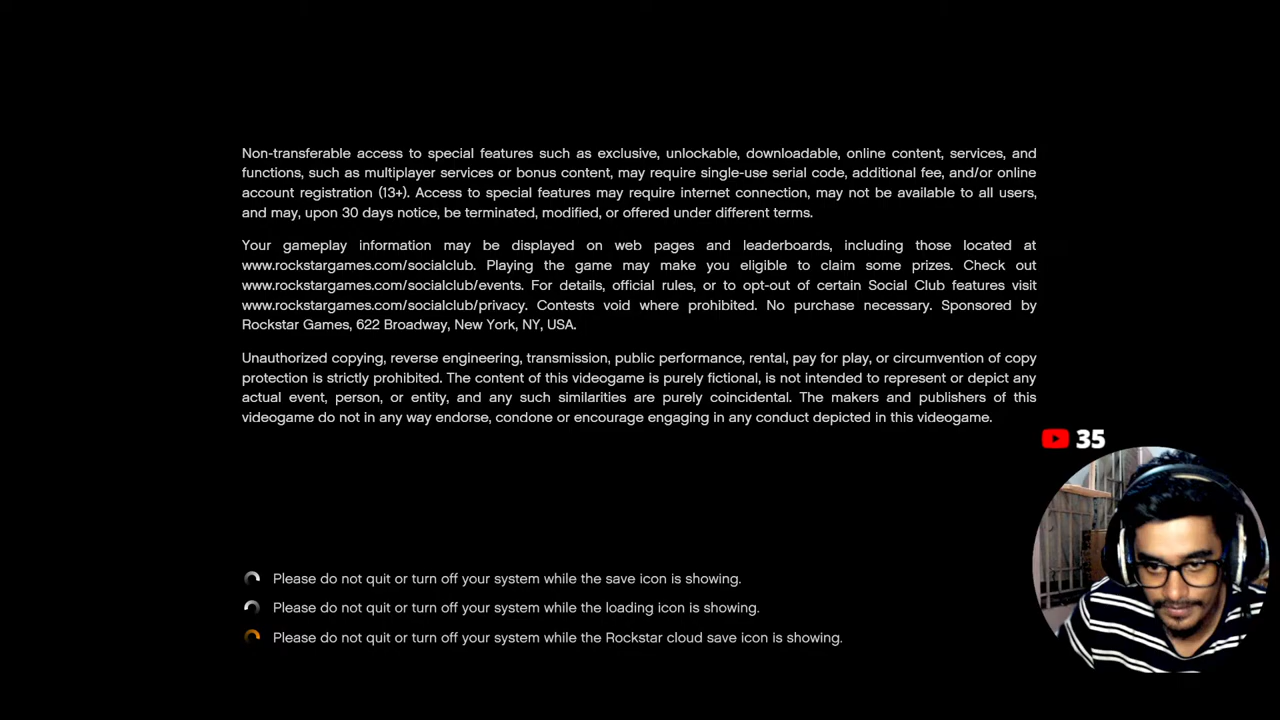 Non-transferable access to special features such as exclusive, unlockable, downloadable, online content, services, and
functions, such as multiplayer services or bonus content, may require single-use serial code, additional fee, and/or online
account registration (13+). Access to special features may require internet connection, may not be available to all users,
and may, upon 30 days notice, be terminated, modified, or offered under different terms.
Your gameplay information may be displayed on web pages and leaderboards, including those located at
www.rockstargames.com/socialclub. Playing the game may make you eligible to claim some prizes. Check out
www.rockstargames.com/socialclub/events. For details, official rules, or to opt-out of certain Social Club features visit
www.rockstargames.com/socialclub/privacy. Contests void where prohibited. No purchase necessary. Sponsored by
Rockstar Games, 622 Broadway, New York, NY, USA.
Unauthorized copying, reverse engineering, transmission, public performance, rental, pay for play, or circumvention of copy
protection is strictly prohibited. The content of this videogame is purely fictional, is not intended to represent or depict any
actual event, person, or entity, and any such similarities are purely coincidental. The makers and publishers of this
videogame do not in any way endorse, condone or encourage engaging in any conduct depicted in this videogame.
35
Please do not quit or turn off your system while the save icon is showing.
Please do not quit or turn off your system while the loading icon is showing.
Please do not quit or turn off your system while the Rockstar cloud save icon is showing.